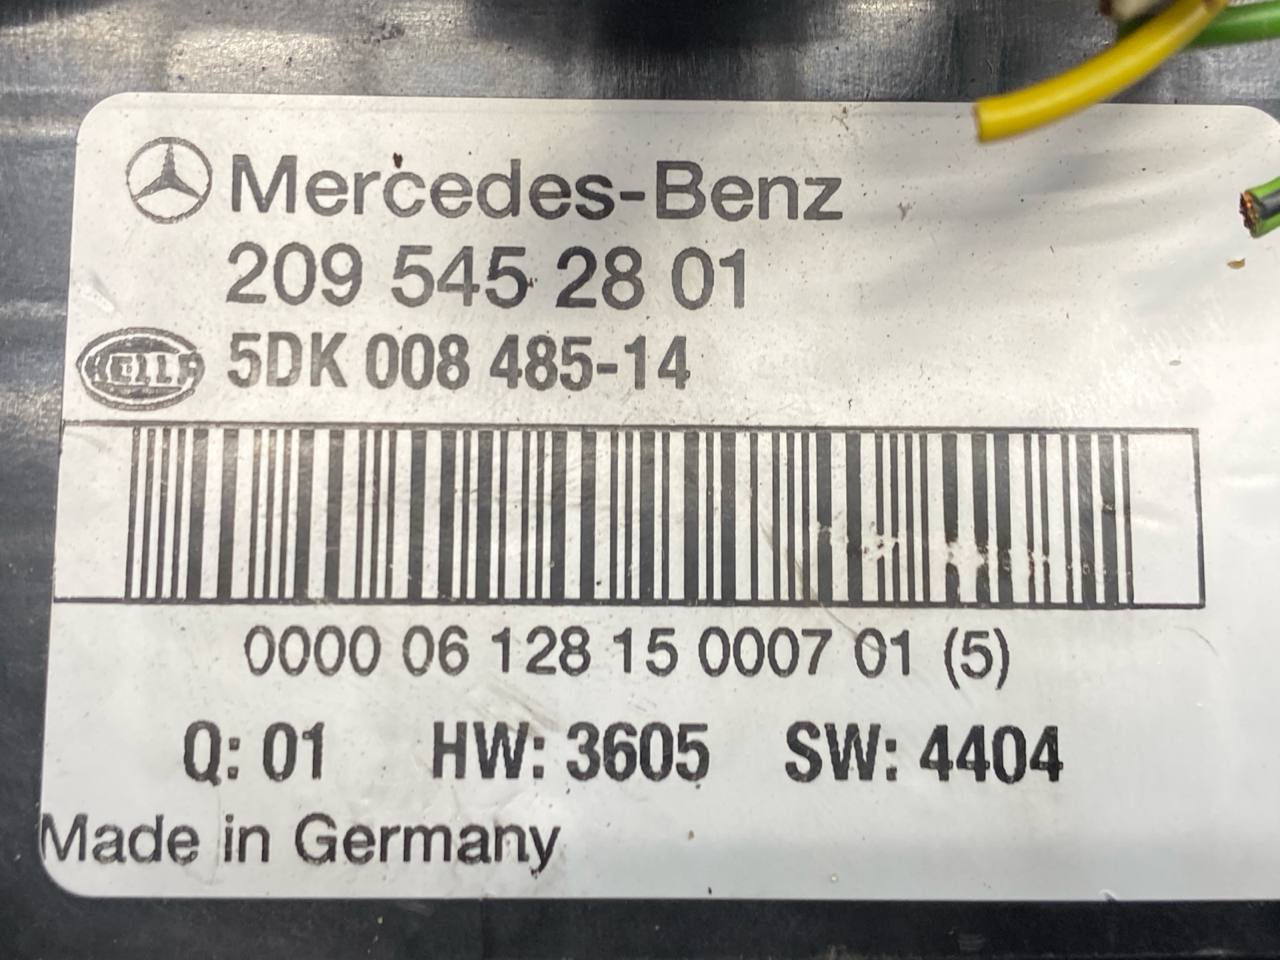 Mercedes-Benz
209 545 28 01
HELLA 5DK 008 485-14
0000 06 128 15 0007 01 (5)
Q: 01 HW: 3605 SW: 4404
Made in Germany